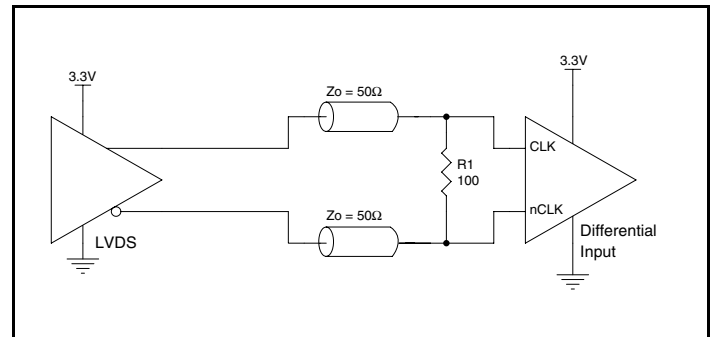 3.3V
3.3V
Zo = 50Ω
CLK
R1
100
Zo = 50Ω
nCLK
LVDS
Differential
Input